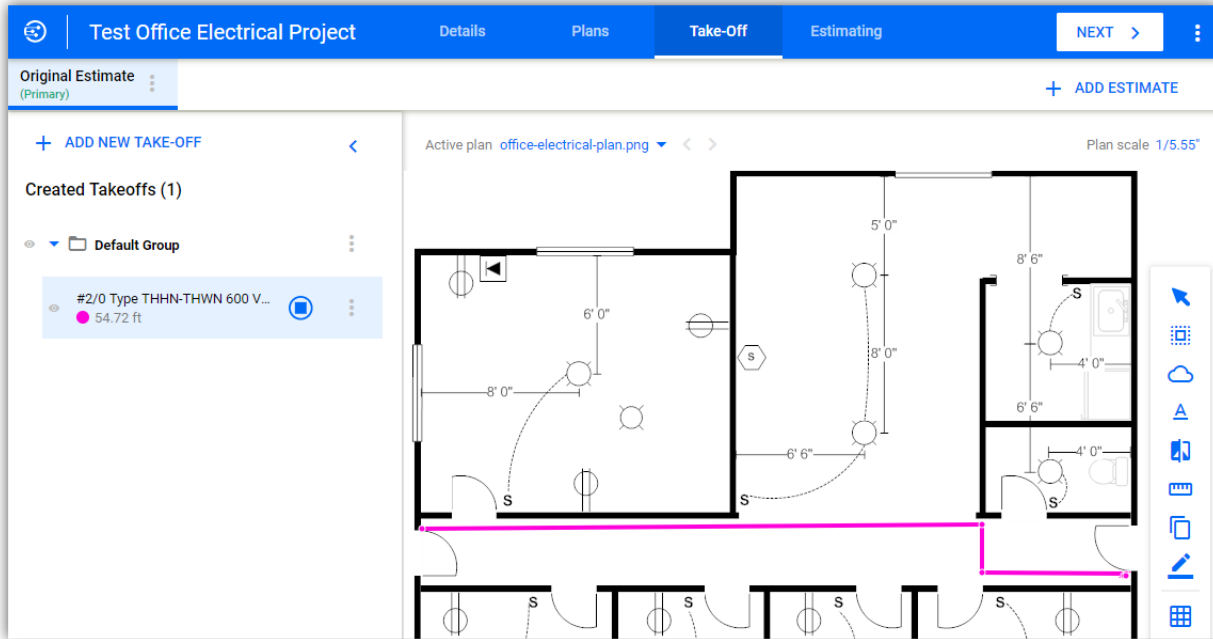 Test Office Electrical Project
Details
Plans
Take-Off
Estimating
NEXT
Original Estimate
(Primary)
ADD ESTIMATE
ADD NEW TAKE-OFF
Active plan office-electrical-plan.png
Plan scale 1/5.55"
Created Takeoffs (1)
Default Group
#2/0 Type THHN-THWN 600 V...
54.72 ft
5' 0"
8' 6"
S
6' 0"
S
8' 0"
4' 0"
8' 0"
6' 6"
6' 6"
4' 0"
S
S
S
S
S
S
S
A